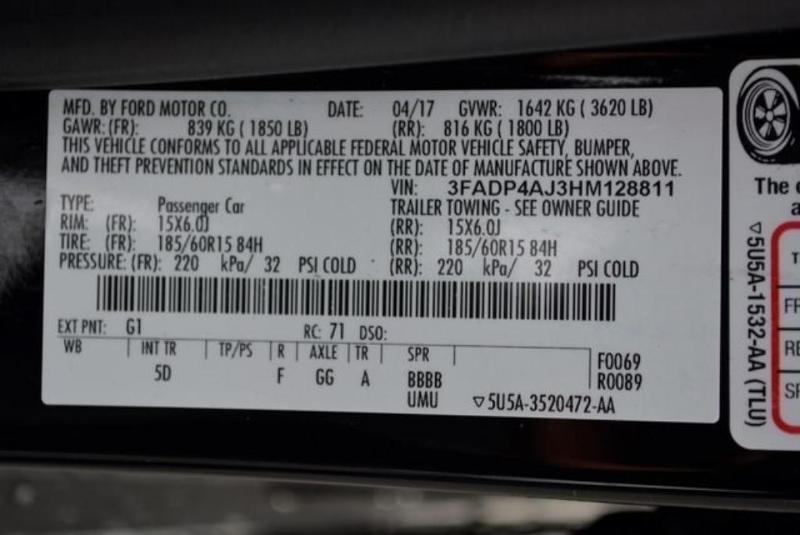 MFD. BY FORD MOTOR CO. DATE: 04/17 GVWR: 1642 KG ( 3620 LB)
GAWR: (FR): 839 KG ( 1850 LB) (RR): 816 KG ( 1800 LB)
THIS VEHICLE CONFORMS TO ALL APPLICABLE FEDERAL MOTOR VEHICLE SAFETY, BUMPER,
AND THEFT PREVENTION STANDARDS IN EFFECT ON THE DATE OF MANUFACTURE SHOWN ABOVE.
VIN: 3FADP4AJ3HM128811
TYPE: Passenger Car TRAILER TOWING - SEE OWNER GUIDE
RIM: (FR): 15X6.0J (RR): 15X6.0J
TIRE: (FR): 185/60R15 84H (RR): 185/60R15 84H
PRESSURE: (FR): 220 kPa/ 32 PSI COLD (RR): 220 kPa/ 32 PSI COLD
EXT PNT: G1 RC: 71 DSO:
WB INT TR TP/PS R AXLE TR SPR
5D F GG A BBBB
UMU
F0069
R0089
▽5U5A-3520472-AA
The
▽5U5A-1532-AA (TLU)
T
FR
RE
SP